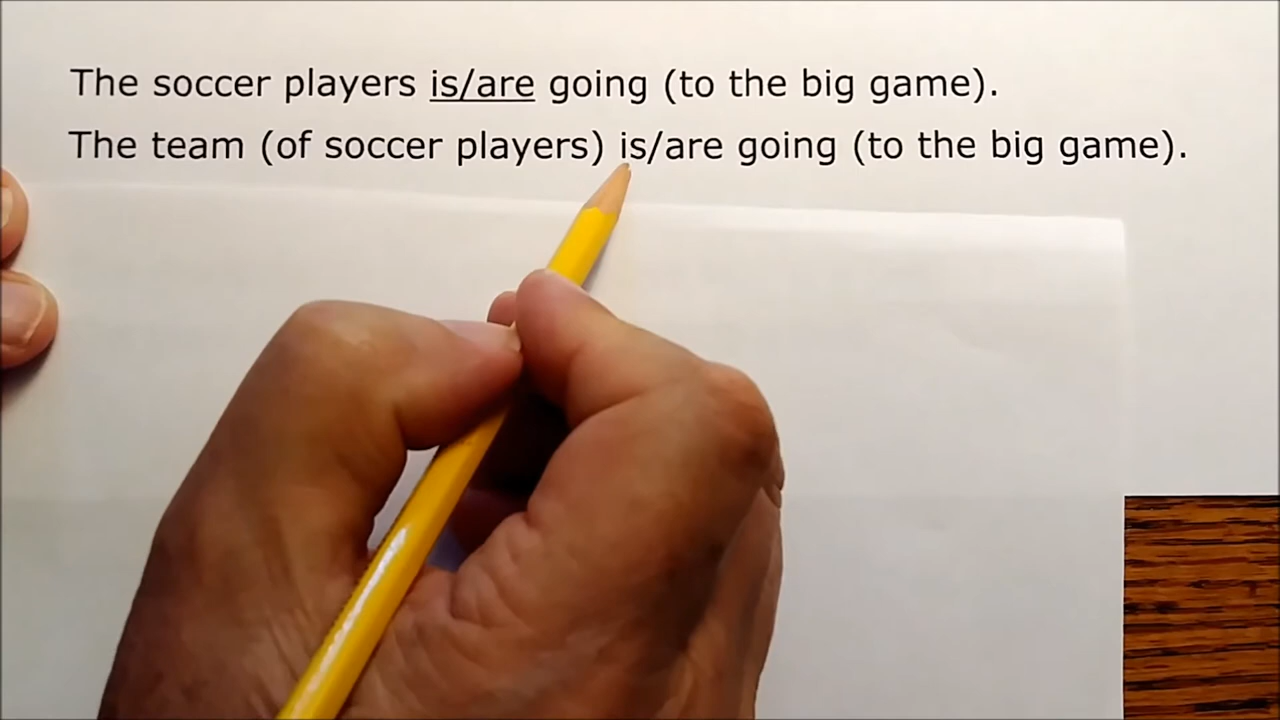 The soccer players is/are going (to the big game).
The team (of soccer players) is/are going (to the big game).